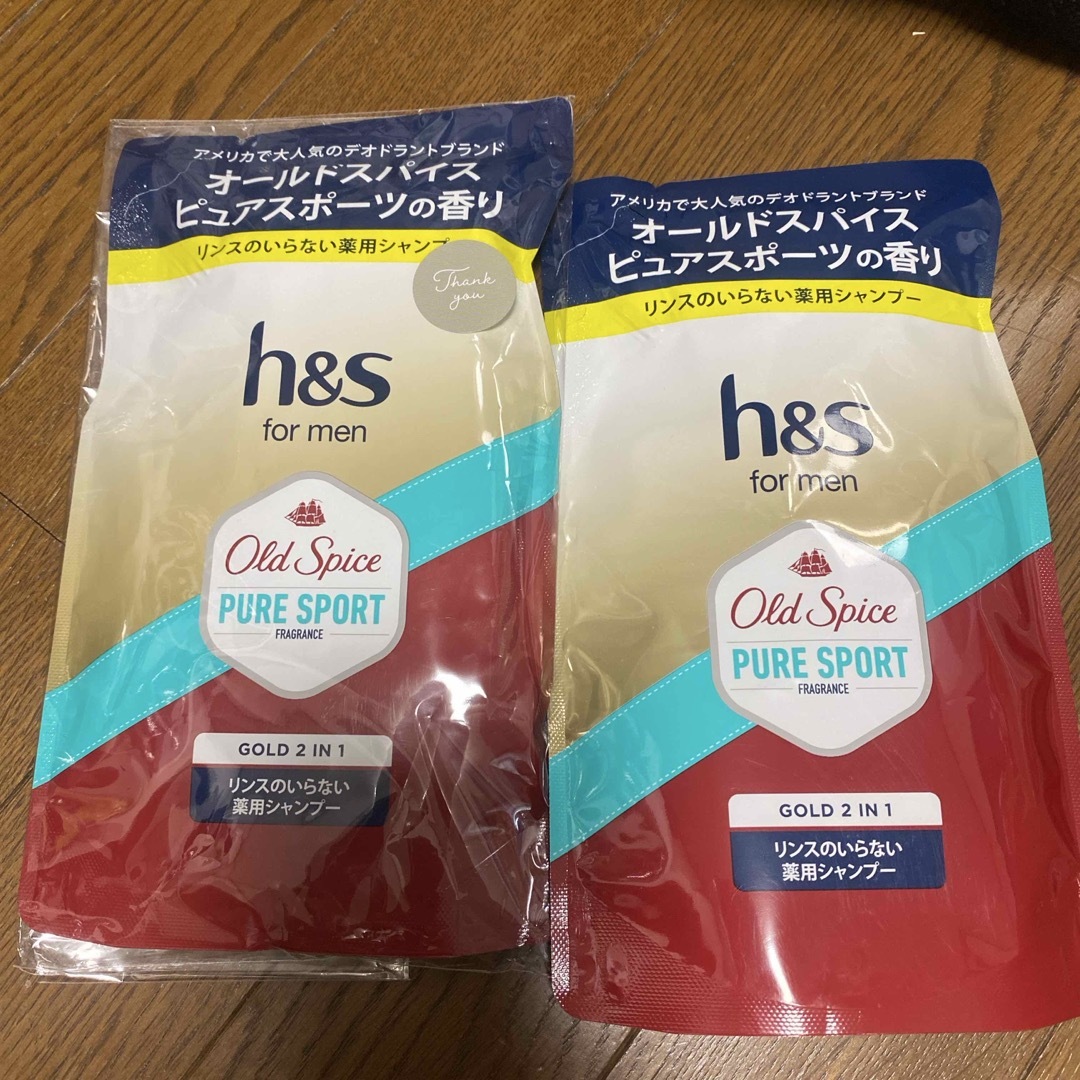 アメリカで大人気のデオドラントブランド
オールドスパイス
ピュアスポーツの香り
リンスのいらない薬用シャンプー
Thank
you
h&s
for men
Old Spice
PURE SPORT
FRAGRANCE
GOLD 2 IN 1
リンスのいらない
薬用シャンプー
アメリカで大人気のデオドラントブランド
オールドスパイス
ピュアスポーツの香り
リンスのいらない薬用シャンプー
h&s
for men
Old Spice
PURE SPORT
FRAGRANCE
GOLD 2 IN 1
リンスのいらない
薬用シャンプー